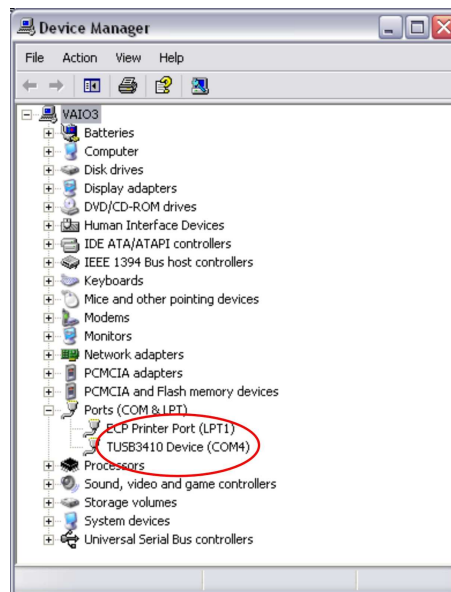 Device Manager
File Action View Help
VAIO3
Batteries
Computer
Disk drives
Display adapters
DVD/CD-ROM drives
Human Interface Devices
IDE ATA/ATAPI controllers
IEEE 1394 Bus host controllers
Keyboards
Mice and other pointing devices
Modems
Monitors
Network adapters
PCMCIA adapters
PCMCIA and Flash memory devices
Ports (COM & LPT)
ECP Printer Port (LPT1)
TUSB3410 Device (COM4)
Processors
Sound, video and game controllers
Storage volumes
System devices
Universal Serial Bus controllers